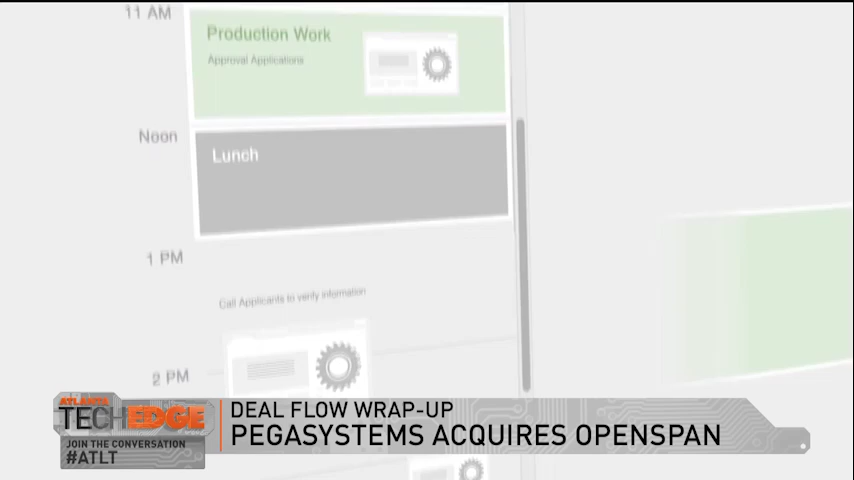 11 AM
Production Work
Approval Applications
Noon
Lunch
1 PM
Call Applicants to verify information
2 PM
ATLANTA
TECHEDGE
JOIN THE CONVERSATION
#ATLT
DEAL FLOW WRAP-UP
PEGASYSTEMS ACQUIRES OPENSPAN